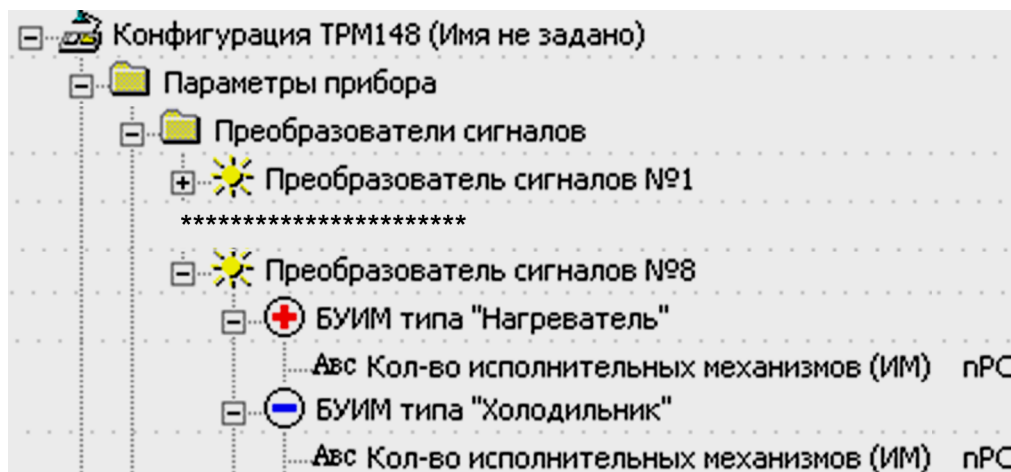 Конфигурация ТРМ148 (Имя не задано)
Параметры прибора
Преобразователи сигналов
Преобразователь сигналов №1
***********************
Преобразователь сигналов №8
БУИМ типа "Нагреватель"
Авс Кол-во исполнительных механизмов (ИМ) nPC
БУИМ типа "Холодильник"
Авс Кол-во исполнительных механизмов (ИМ) nPC